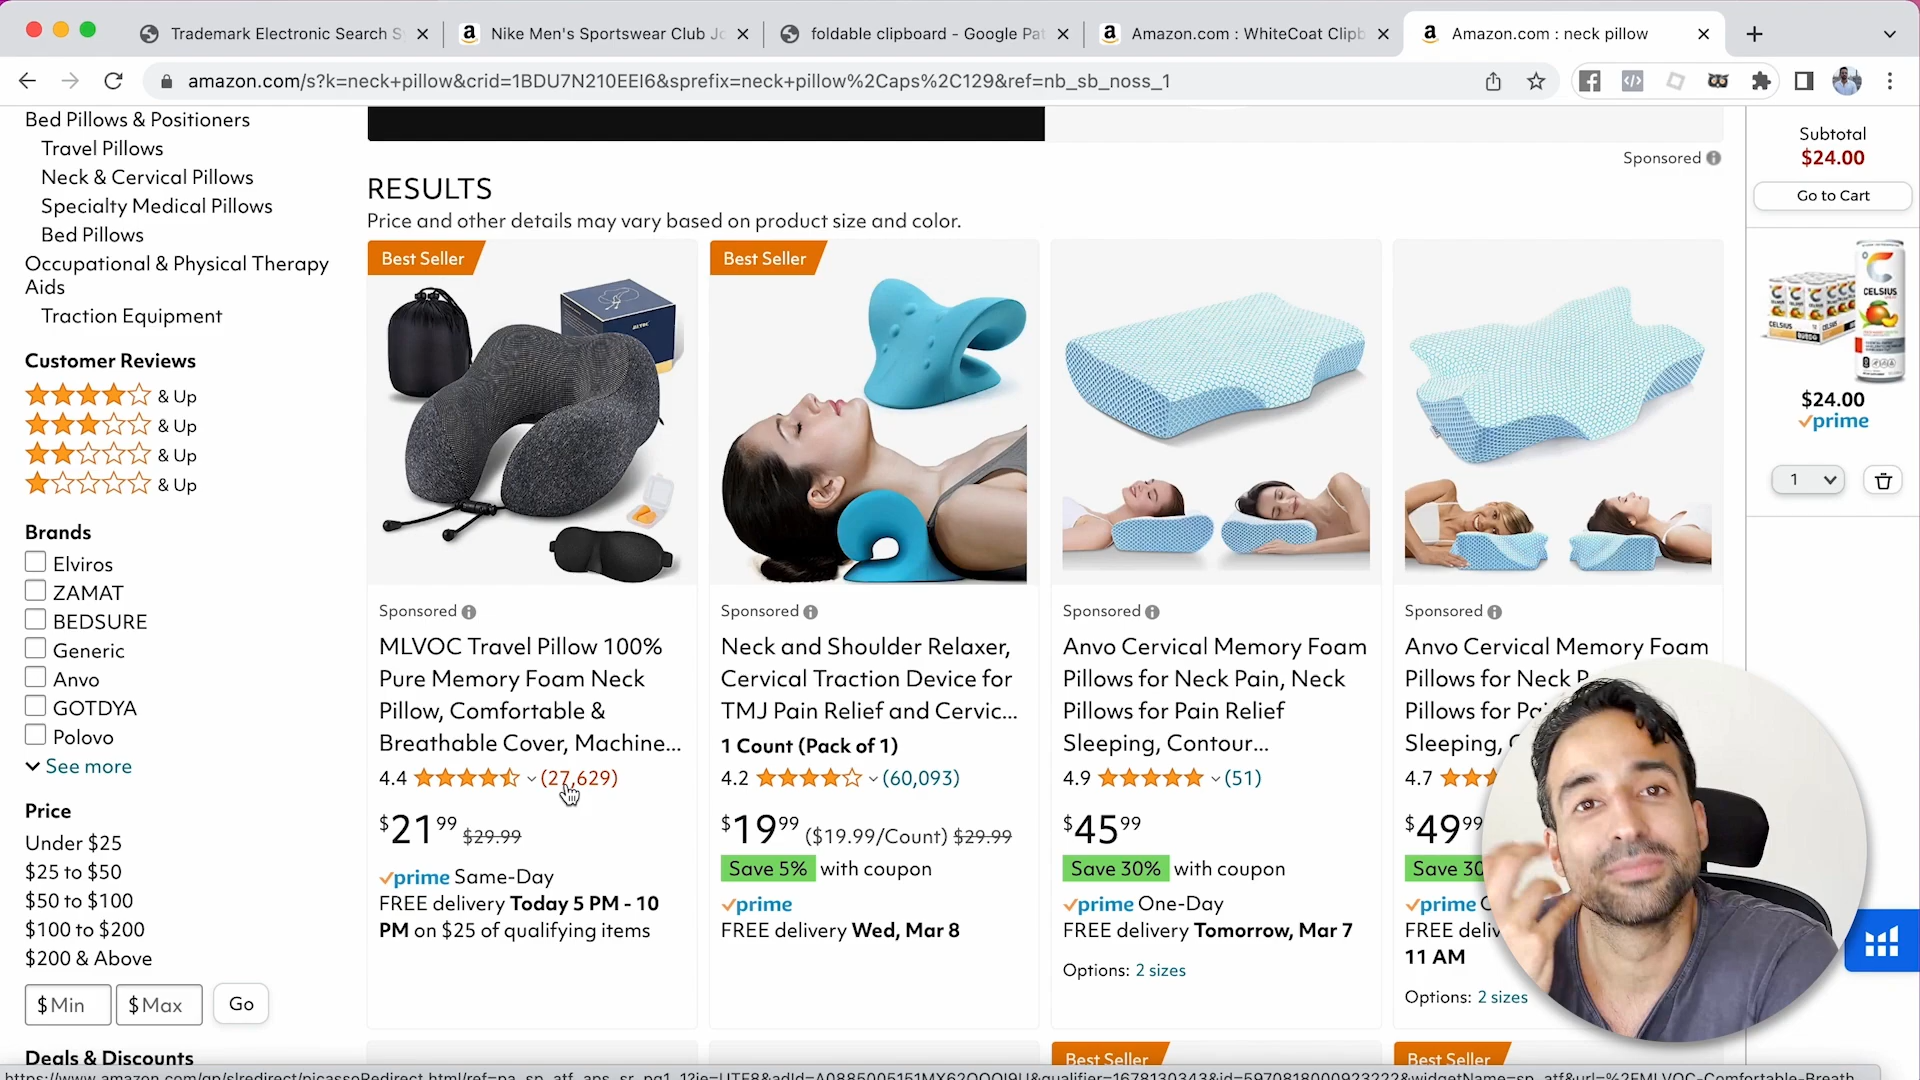 Trademark Electronic Search S
Nike Men's Sportswear Club Jo
foldable clipboard - Google Pat
Amazon.com : WhiteCoat Clipb
Amazon.com : neck pillow
amazon.com/s?k=neck+pillow&crid=1BDU7N210EEI6&sprefix=neck+pillow%2Caps%2C129&ref=nb_sb_noss_1
Bed Pillows & Positioners
Travel Pillows
Neck & Cervical Pillows
Specialty Medical Pillows
Bed Pillows
Occupational & Physical Therapy
Aids
Traction Equipment
Customer Reviews
& Up
& Up
& Up
& Up
Brands
Elviros
ZAMAT
BEDSURE
Generic
Anvo
GOTDYA
Polovo
See more
Price
Under $25
$25 to $50
$50 to $100
$100 to $200
$200 & Above
$ Min
$ Max
Go
Deals & Discounts
Sponsored
RESULTS
Price and other details may vary based on product size and color.
Best Seller
Sponsored
MLVOC Travel Pillow 100%
Pure Memory Foam Neck
Pillow, Comfortable &
Breathable Cover, Machine...
4.4 (27,629)
$21.99 $29.99
prime Same-Day
FREE delivery Today 5 PM - 10
PM on $25 of qualifying items
Best Seller
Sponsored
Neck and Shoulder Relaxer,
Cervical Traction Device for
TMJ Pain Relief and Cervic...
1 Count (Pack of 1)
4.2 (60,093)
$19.99 ($19.99/Count) $29.99
Save 5% with coupon
prime
FREE delivery Wed, Mar 8
Sponsored
Anvo Cervical Memory Foam
Pillows for Neck Pain, Neck
Pillows for Pain Relief
Sleeping, Contour...
4.9 (51)
$45.99
Save 30% with coupon
prime One-Day
FREE delivery Tomorrow, Mar 7
Options: 2 sizes
Sponsored
Anvo Cervical Memory Foam
Pillows for Neck P
Pillows for Pa
Sleeping,
4.7
$49.99
Save 30
prime
FREE deliv
11 AM
Options: 2 sizes
Best Seller
Best Seller
Subtotal
$24.00
Go to Cart
CELSIUS
$24.00
prime
1